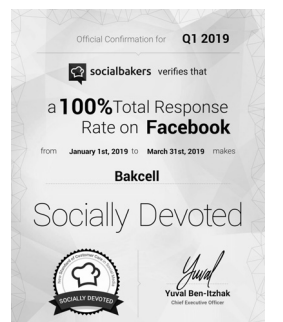 Official Confirmation for Q1 2019
socialbakers verifies that
a 100% Total Response
Rate on Facebook
from January 1st, 2019 to March 31st, 2019 makes
Bakcell
Socially Devoted
SOCIALLY DEVOTED
Yuval
Yuval Ben-Itzhak
Chief Executive Officer